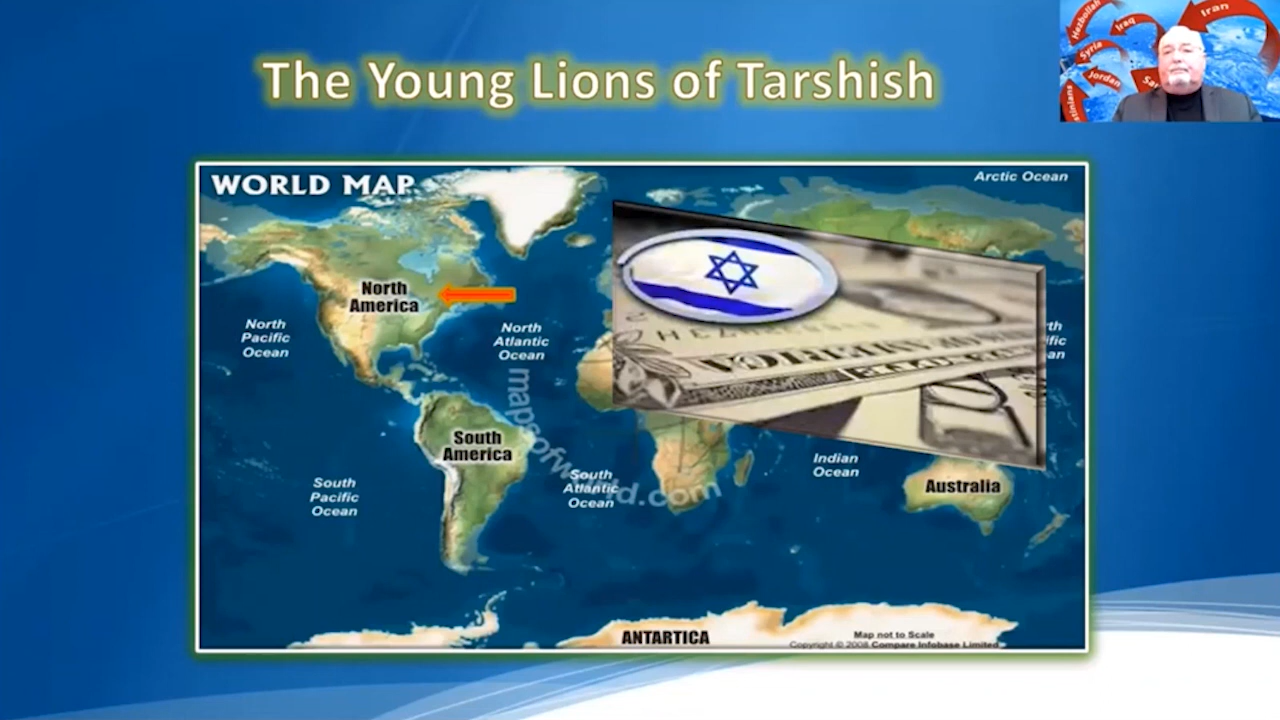 The Young Lions of Tarshish
Hezbollah
Iraq
Iran
Syria
Jordan
WORLD MAP
Arctic Ocean
North
America
North
Pacific
Ocean
North
Atlantic
Ocean
mapsofworld.com
South
America
South
Pacific
Ocean
South
Atlantic
Ocean
Indian
Ocean
Australia
AMERICA
ANTARTICA
Map not to Scale
Copyright © 2008 Compare Infobase Limited